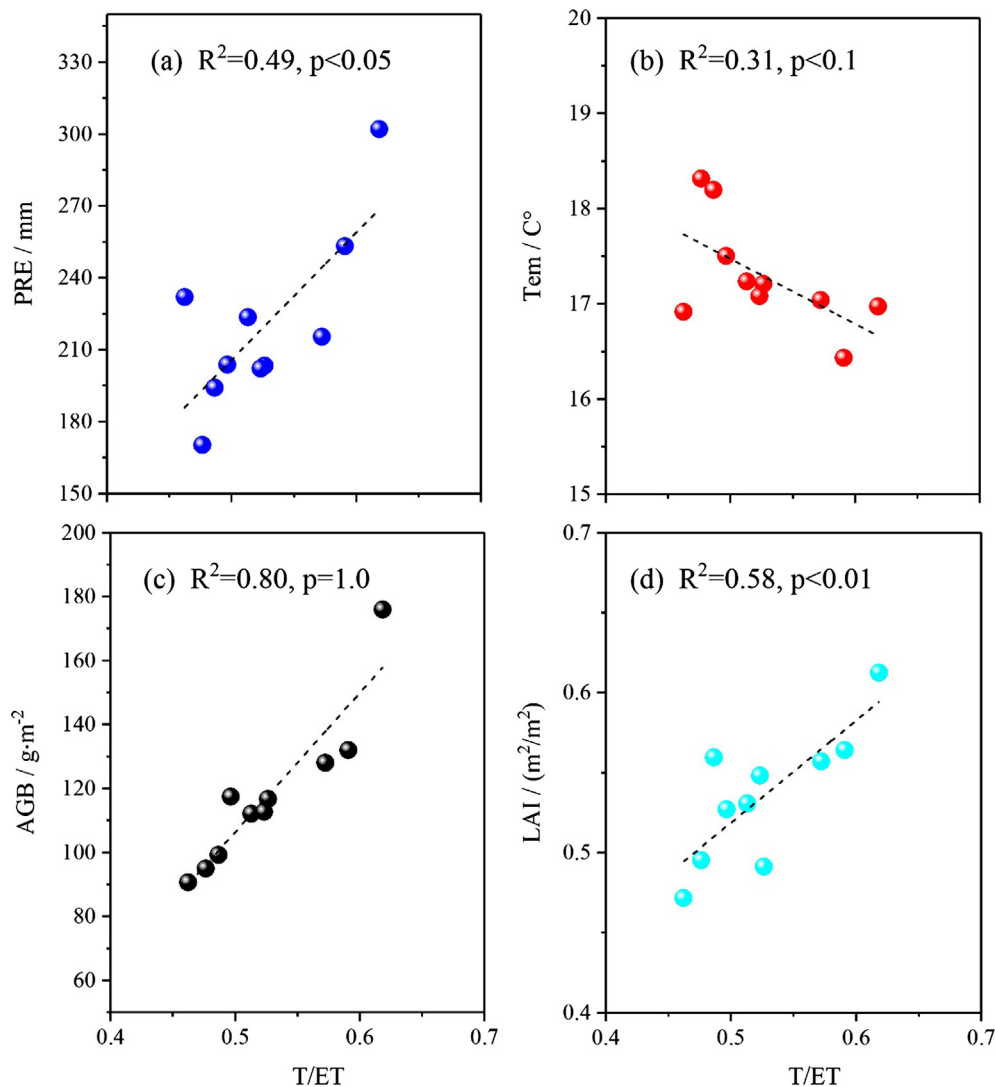 (a) R²=0.49, p<0.05
PRE / mm
330
300
270
240
210
180
150
(b) R²=0.31, p<0.1
Tem / C°
20
19
18
17
16
15
(c) R²=0.80, p=1.0
AGB / g·m⁻²
200
180
160
140
120
100
80
60
0.4 0.5 0.6 0.7
T/ET
(d) R²=0.58, p<0.01
LAI / (m²/m²)
0.7
0.6
0.5
0.4
0.4 0.5 0.6 0.7
T/ET